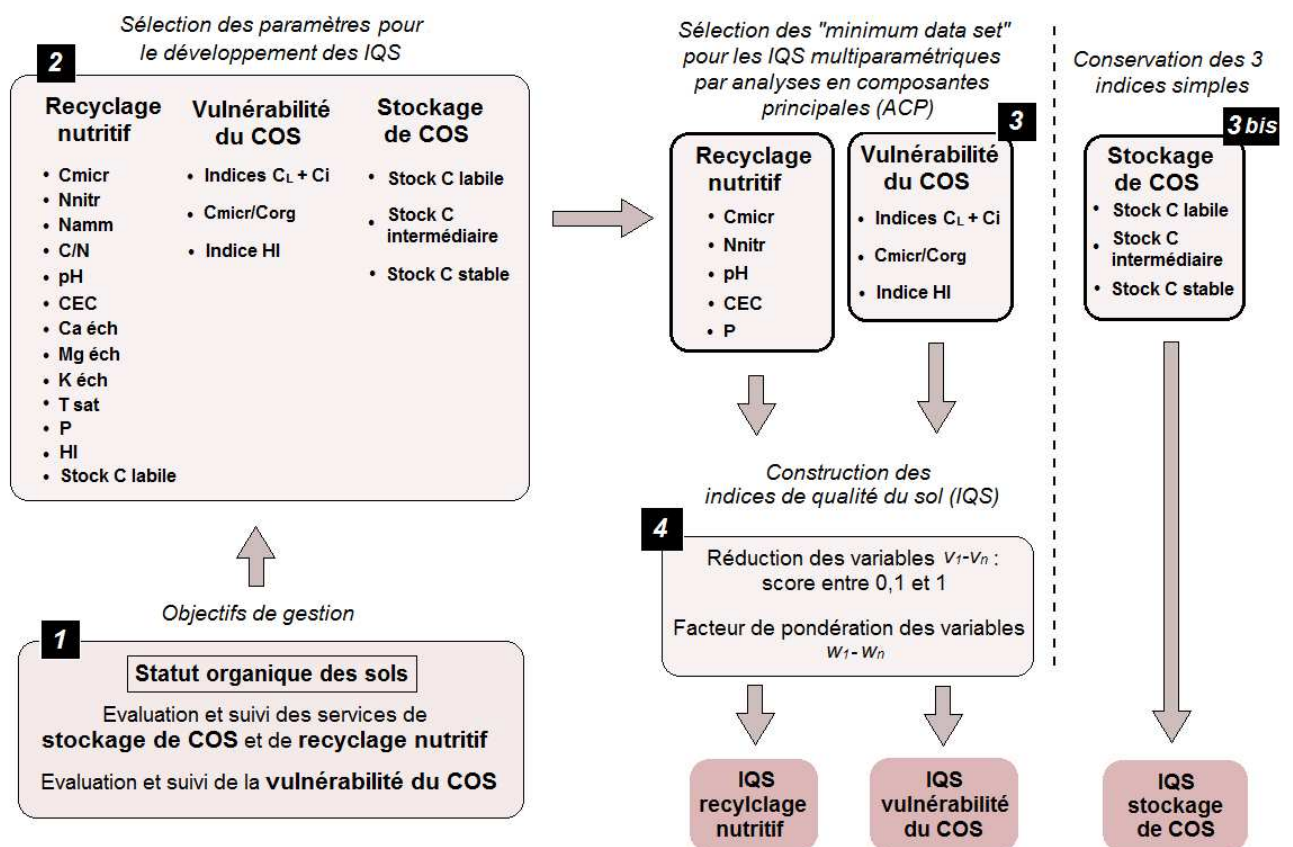 Sélection des paramètres pour
le développement des IQS
2
Recyclage
nutritif
• Cmicr
• Nnitr
• Namm
• C/N
• pH
• CEC
• Ca éch
• Mg éch
• K éch
• T sat
• P
• HI
• Stock C labile
Vulnérabilité
du COS
• Indices CL + Ci
• Cmicr/Corg
• Indice HI
Stockage
de COS
• Stock C labile
• Stock C
intermédiaire
• Stock C stable
Objectifs de gestion
1
Statut organique des sols
Evaluation et suivi des services de
stockage de COS et de recyclage nutritif
Evaluation et suivi de la vulnérabilité du COS
Sélection des "minimum data set"
pour les IQS multiparamétriques
par analyses en composantes
principales (ACP)
3
Recyclage
nutritif
• Cmicr
• Nnitr
• pH
• CEC
• P
Vulnérabilité
du COS
• Indices CL + Ci
• Cmicr/Corg
• Indice HI
Conservation des 3
indices simples
3 bis
Stockage
de COS
• Stock C labile
• Stock C
intermédiaire
• Stock C stable
Construction des
indices de qualité du sol (IQS)
4
Réduction des variables v1-vn :
score entre 0,1 et 1
Facteur de pondération des variables
w1- wn
IQS
recylclage
nutritif
IQS
vulnérabilité
du COS
IQS
stockage
de COS